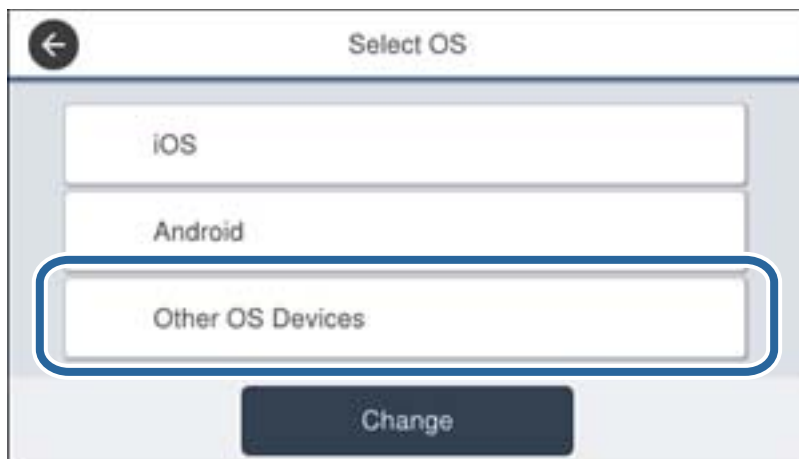 Select OS
iOS
Android
Other OS Devices
Change